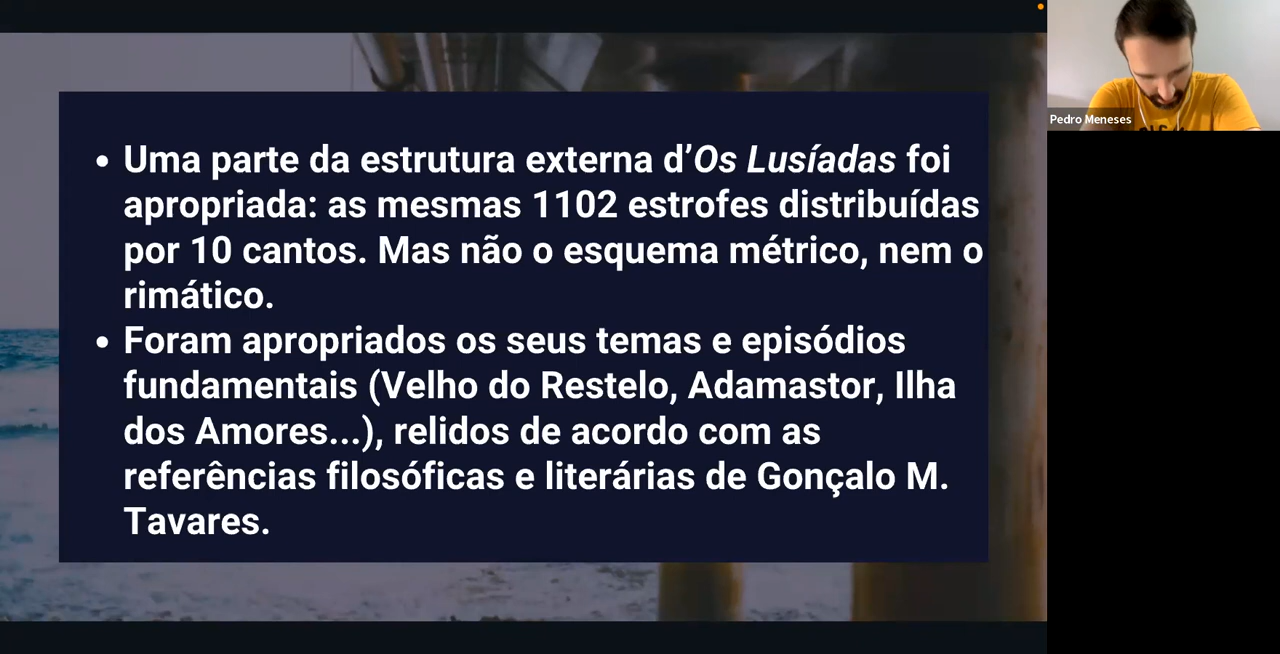 • Uma parte da estrutura externa d’Os Lusíadas foi
apropriada: as mesmas 1102 estrofes distribuídas
por 10 cantos. Mas não o esquema métrico, nem o
rimático.
• Foram apropriados os seus temas e episódios
fundamentais (Velho do Restelo, Adamastor, Ilha
dos Amores...), relidos de acordo com as
referências filosóficas e literárias de Gonçalo M.
Tavares.
Pedro Meneses